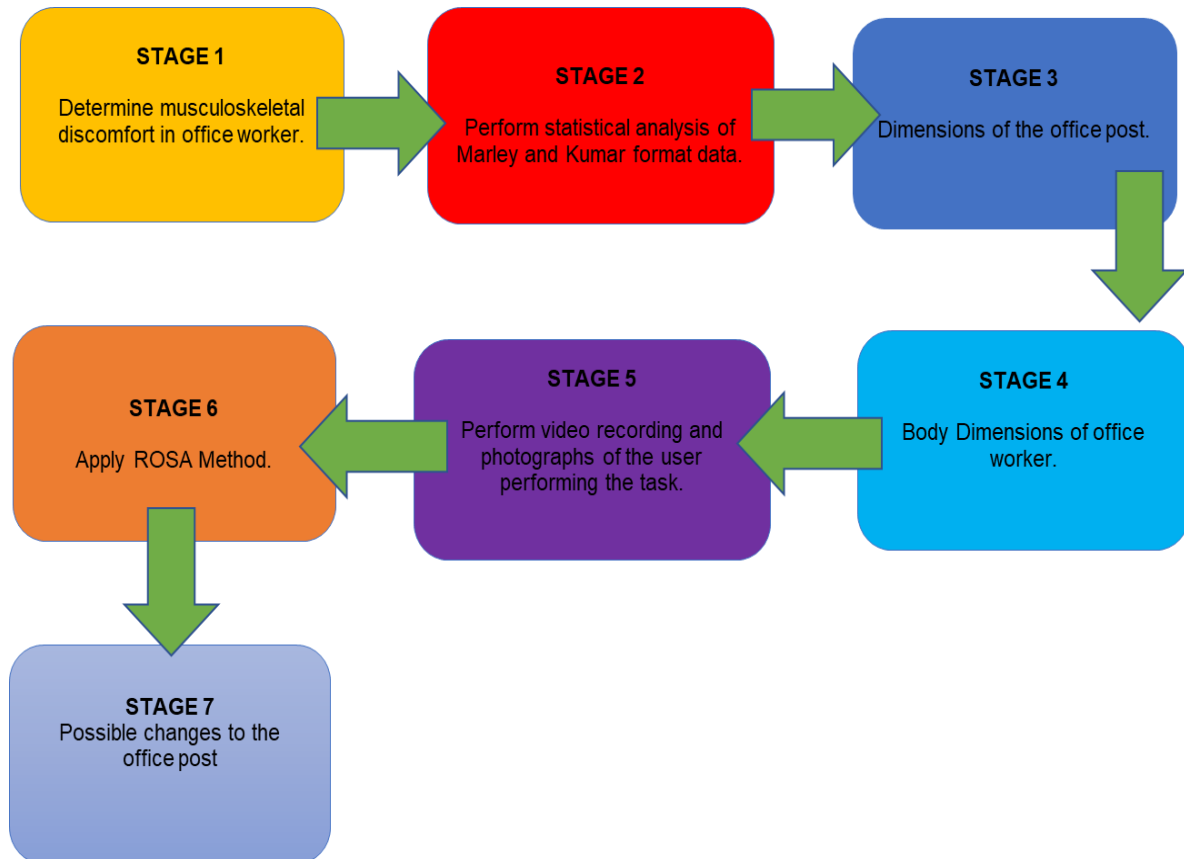 STAGE 1
Determine musculoskeletal
discomfort in office worker.
STAGE 2
Perform statistical analysis of
Marley and Kumar format data.
STAGE 3
Dimensions of the office post.
STAGE 4
Body Dimensions of office
worker.
STAGE 5
Perform video recording and
photographs of the user
performing the task.
STAGE 6
Apply ROSA Method.
STAGE 7
Possible changes to the
office post